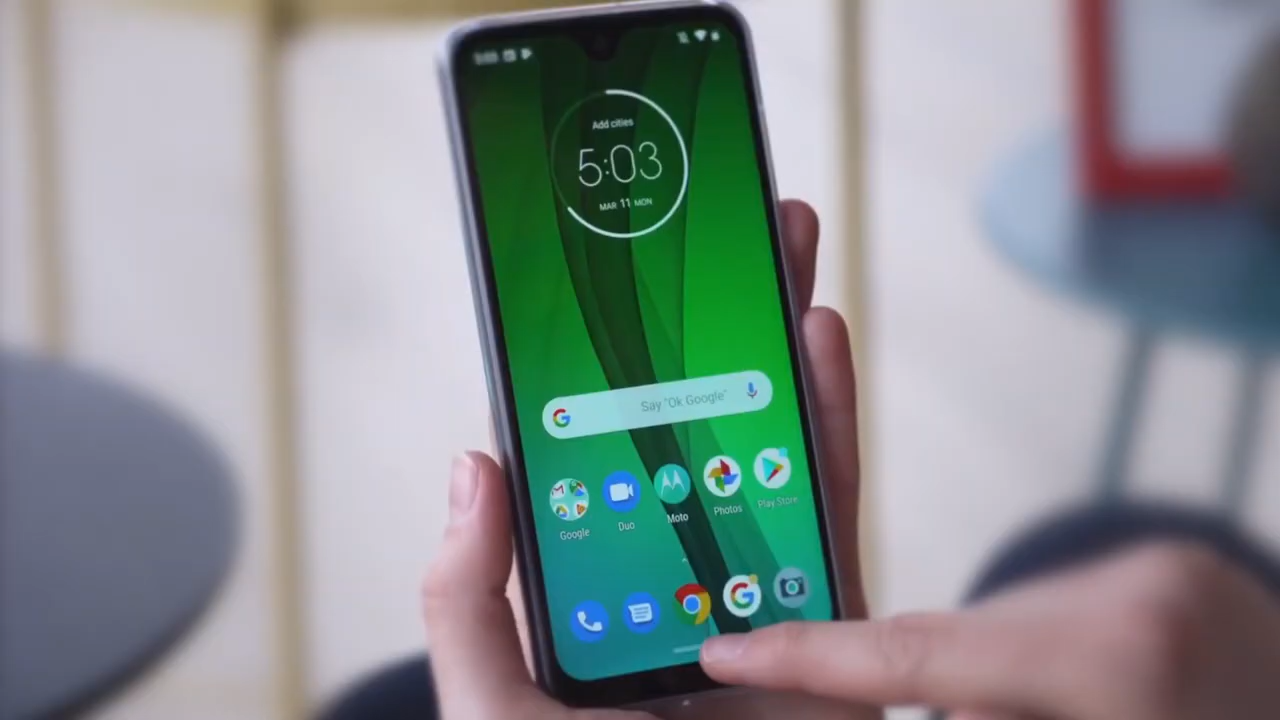 Add cities
5:03
MAR 11 MON
Say "Ok Google"
Google
Duo
Moto
Photos
Play Store